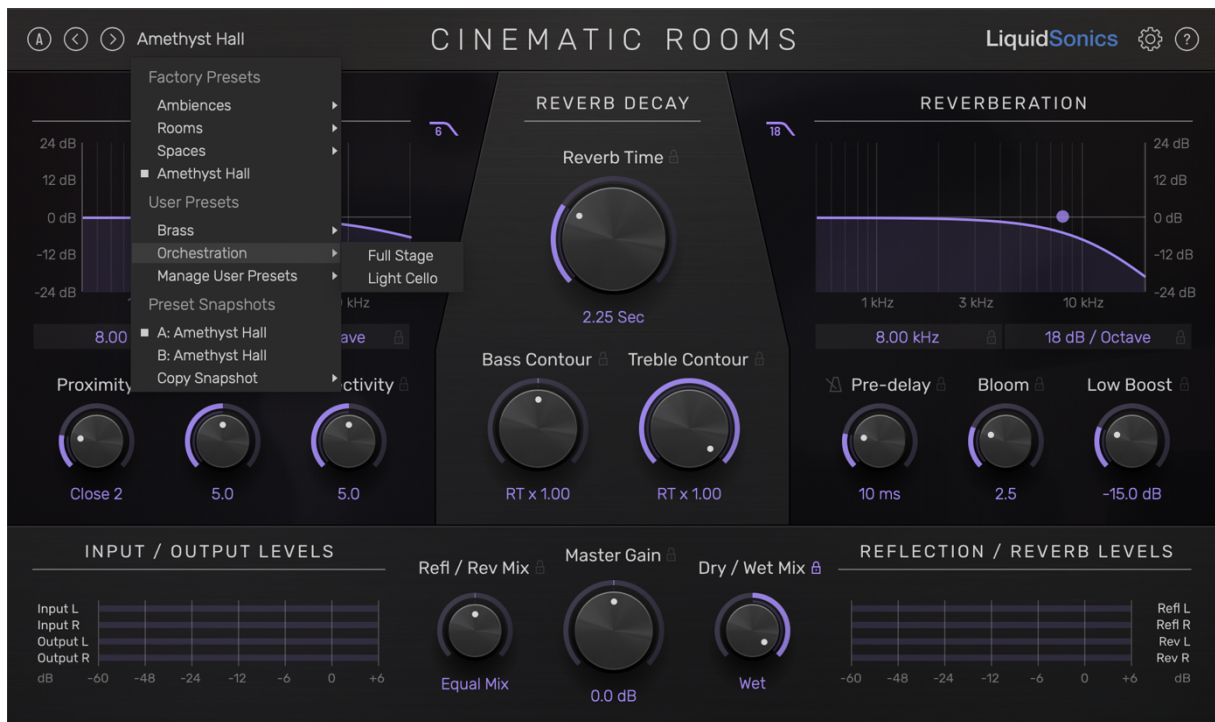 A < > Amethyst Hall
CINEMATIC ROOMS
LiquidSonics ?
Factory Presets
Ambiences
Rooms
Spaces
Amethyst Hall
User Presets
Brass
Orchestration
Manage User Presets
Full Stage
Light Cello
Preset Snapshots
A: Amethyst Hall
B: Amethyst Hall
Copy Snapshot
24 dB
12 dB
0 dB
-12 dB
-24 dB
kHz
8.00
ave
6
Proximity
ectivity
Close 2
5.0
5.0
REVERB DECAY
Reverb Time
2.25 Sec
Bass Contour
Treble Contour
RT x 1.00
RT x 1.00
18
REVERBERATION
24 dB
12 dB
0 dB
-12 dB
-24 dB
1 kHz
3 kHz
10 kHz
8.00 kHz
18 dB / Octave
Pre-delay
Bloom
Low Boost
10 ms
2.5
-15.0 dB
INPUT / OUTPUT LEVELS
Input L
Input R
Output L
Output R
dB -60 -48 -24 -12 -6 0 +6
Refl / Rev Mix
Equal Mix
Master Gain
0.0 dB
Dry / Wet Mix
Wet
REFLECTION / REVERB LEVELS
Refl L
Refl R
Rev L
Rev R
-60 -48 -24 -12 -6 0 +6 dB